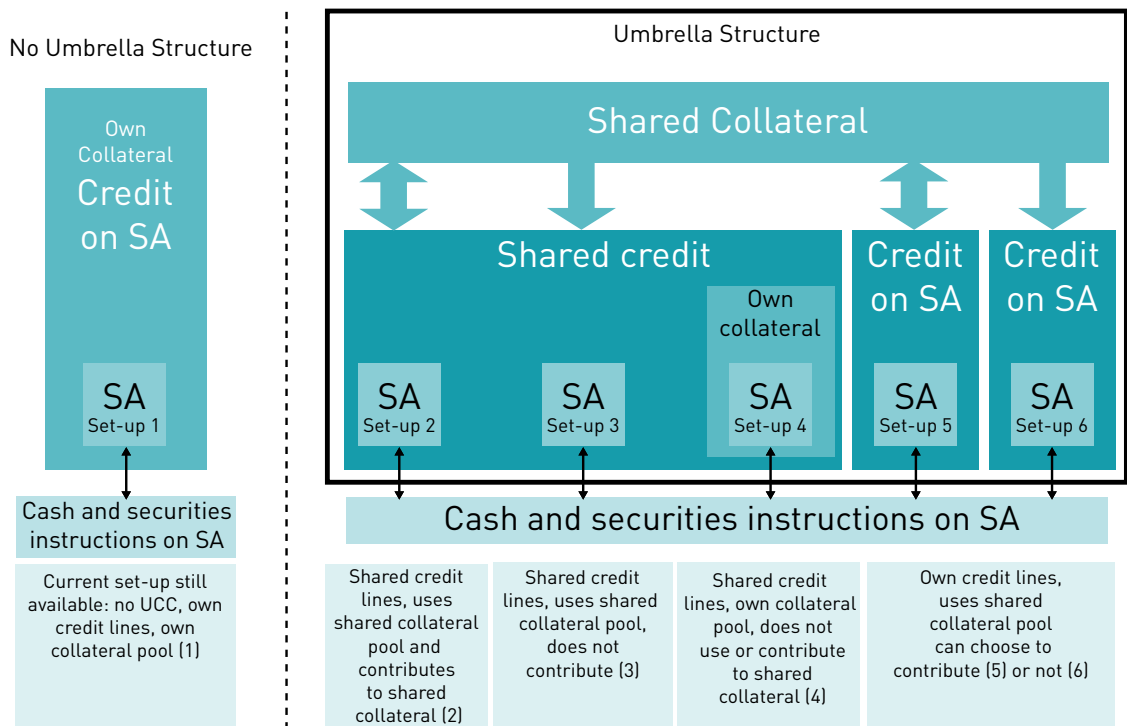 No Umbrella Structure
Own
Collateral
Credit
on SA
SA
Set-up 1
Cash and securities
instructions on SA
Current set-up still
available: no UCC, own
credit lines, own
collateral pool (1)
Umbrella Structure
Shared Collateral
Shared credit
Own
collateral
SA
Set-up 2
SA
Set-up 3
SA
Set-up 4
Credit
on SA
SA
Set-up 5
Credit
on SA
SA
Set-up 6
Cash and securities instructions on SA
Shared credit
lines, uses
shared collateral
pool and
contributes
to shared
collateral (2)
Shared credit
lines, uses shared
collateral pool,
does not
contribute (3)
Shared credit
lines, own collateral
pool, does not
use or contribute
to shared
collateral (4)
Own credit lines,
uses shared
collateral pool
can choose to
contribute (5) or not (6)